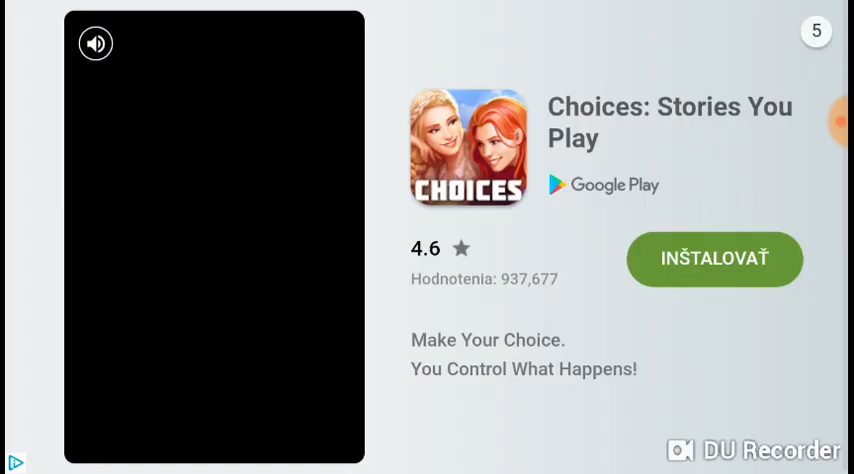 5
Choices: Stories You
Play
CHOICES
Google Play
4.6
INŠTALOVAŤ
Hodnotenia: 937,677
Make Your Choice.
You Control What Happens!
DU Recorder